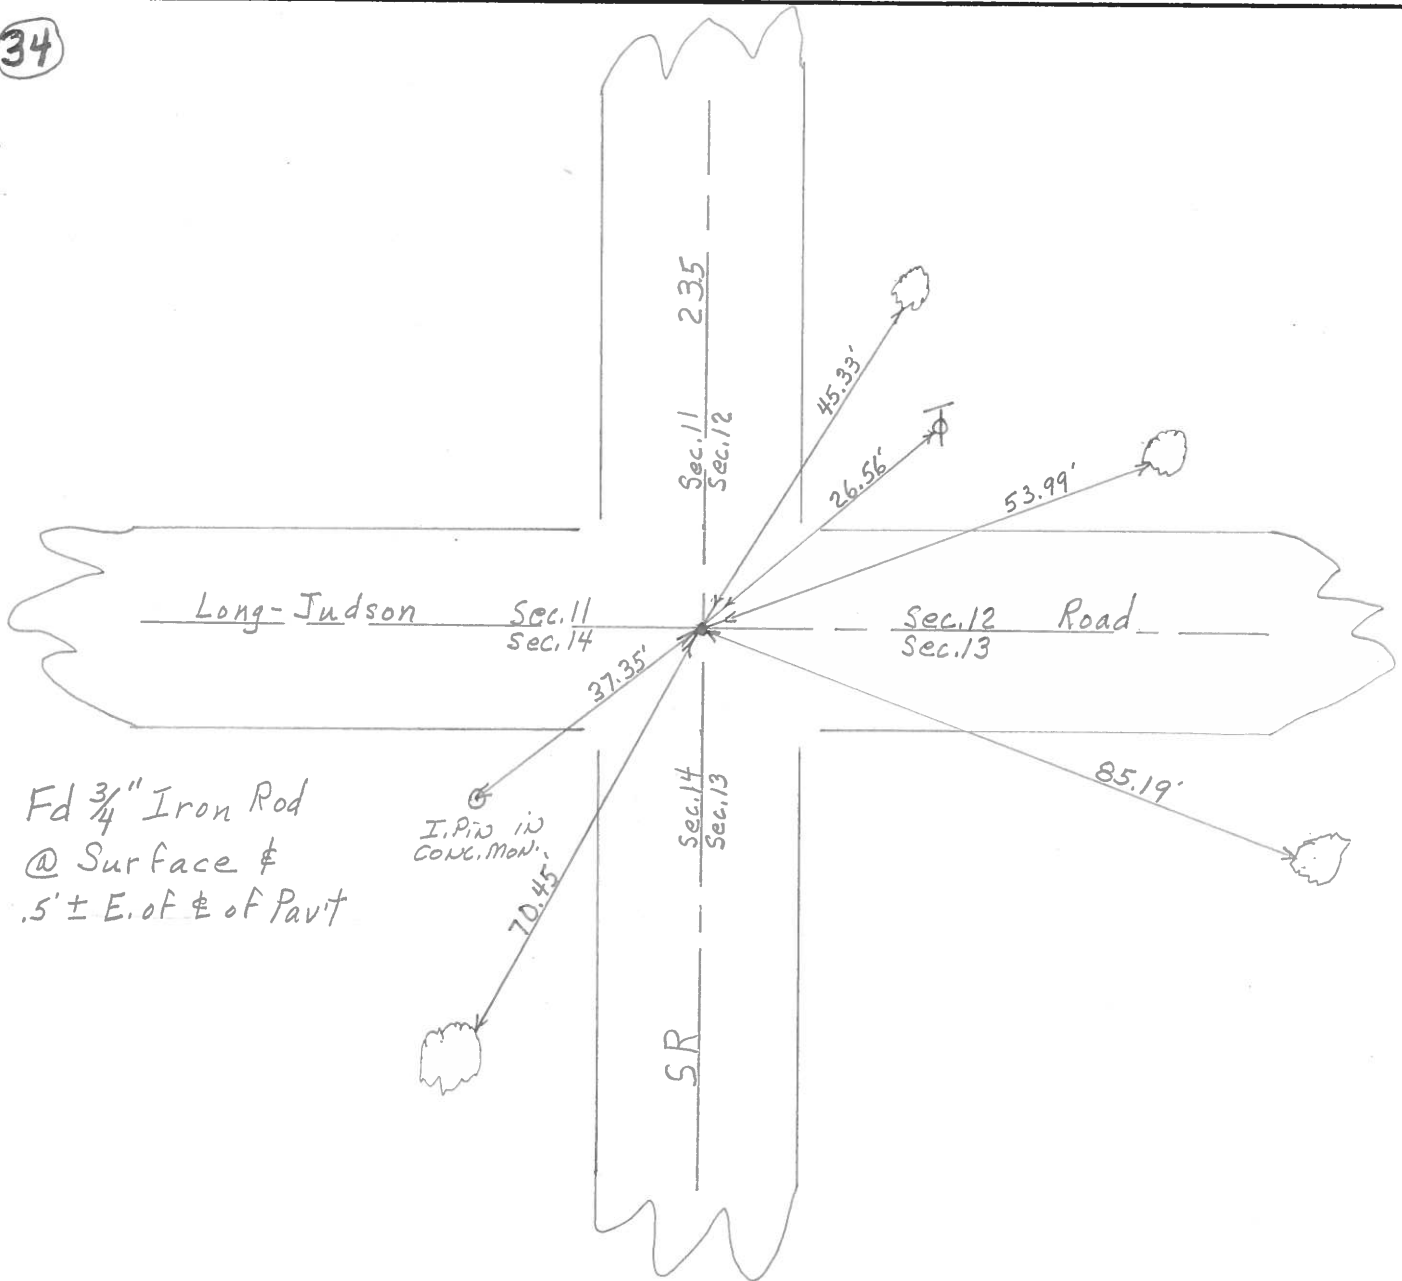 34
235
Sec.11
Sec.12
45.33'
26.56'
53.99'
Long-Judson Sec.11 Sec.12 Road
Sec.14 Sec.13
37.35'
85.19'
Sec.14
Sec.13
Fd 3/4" Iron Rod
@ Surface &
.5' ± E. of ℄ of Pav't
I. Pin in
Conc. Mon.
70.45'
SR